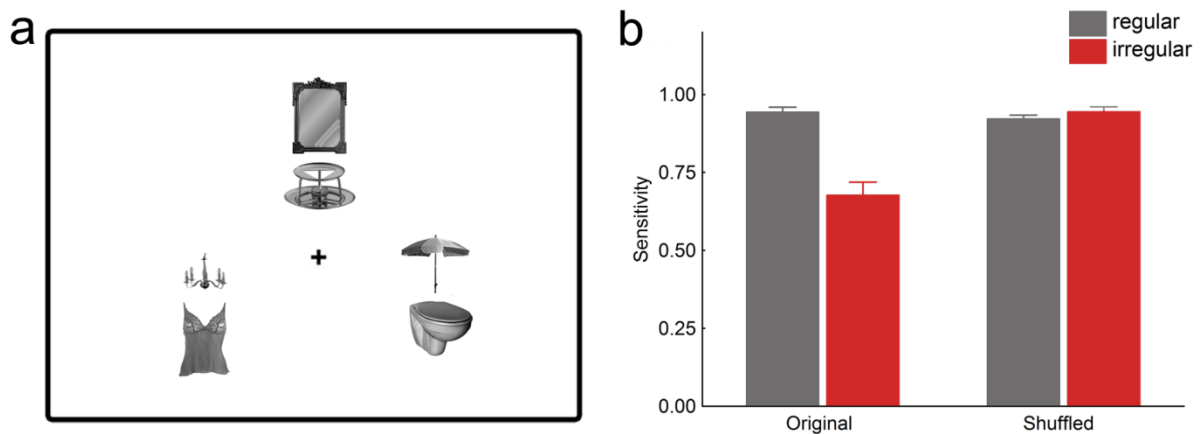 a
b
regular
irregular
1.00
0.75
0.50
0.25
0.00
Sensitivity
Original
Shuffled